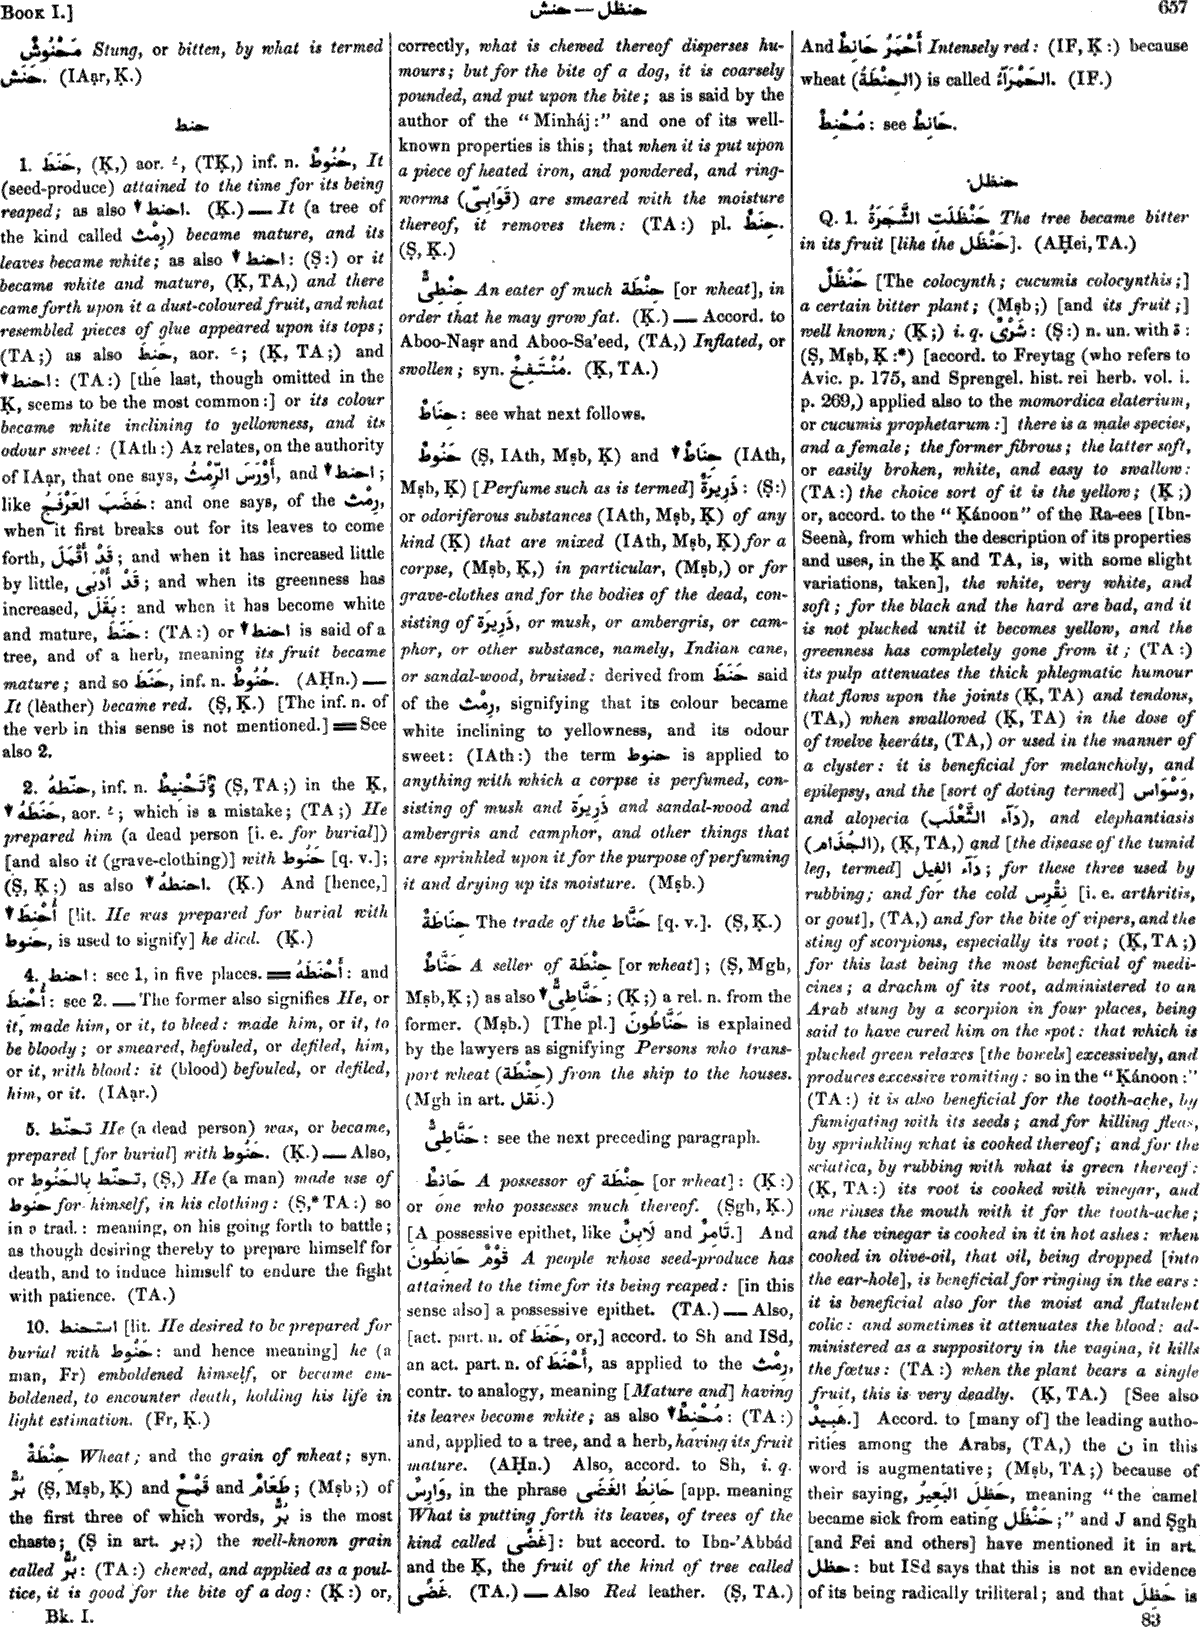 Book I.]
حنظل — حنش
657
مَحْنُوشٌ Stung, or bitten, by what is termed
حَنَش. (IAạr, Ḳ.)
حنط
1. حَنَطَ, (Ḳ,) aor. ـِ, (TḲ,) inf. n. حُنُوطٌ, It
(seed-produce) attained to the time for its being
reaped; as also ▼ احنط. (Ḳ.) — It (a tree of
the kind called رِمْث) became mature, and its
leaves became white; as also ▼ احنط: (Ṣ:) or it
became white and mature, (Ḳ, TA,) and there
came forth upon it a dust-coloured fruit, and what
resembled pieces of glue appeared upon its tops;
(TA;) as also حَنِطَ, aor. ـَ; (Ḳ, TA;) and
▼ احنط: (TA:) [the last, though omitted in the
Ḳ, seems to be the most common:] or its colour
became white inclining to yellowness, and its
odour sweet: (IAth:) Az relates, on the authority
of IAạr, that one says, أَوْرَسَ الرِّمْثُ, and ▼ احنط;
like خَضَبَ العَرْفَجُ: and one says, of the رِمْث,
when it first breaks out for its leaves to come
forth, قَدْ أَقْمَلَ; and when it has increased little
by little, قَدْ أَدْبَى; and when its greenness has
increased, بَقَلَ: and when it has become white
and mature, حَنَطَ: (TA:) or ▼ احنط is said of a
tree, and of a herb, meaning its fruit became
mature; and so حَنَطَ, inf. n. حُنُوطٌ. (AḤn.) —
It (leather) became red. (Ṣ, Ḳ.) [The inf. n. of
the verb in this sense is not mentioned.] = See
also 2.
2. حنّطهُ, inf. n. تَحْنِيطٌ; (Ṣ, TA;) in the Ḳ,
▼ حَنَطَهُ, aor. ـِ; which is a mistake; (TA;) He
prepared him (a dead person [i. e. for burial])
[and also it (grave-clothing)] with حَنُوط [q. v.];
(Ṣ, Ḳ;) as also ▼ احنطهُ. (Ḳ.) And [hence,]
▼ أُحْنِطَ [lit. He was prepared for burial with
حَنُوط, is used to signify] he died. (Ḳ.)
4. احنط: see 1, in five places. = أَحْنَطَهُ: and
أُحْنِطَ: see 2. — The former also signifies He, or
it, made him, or it, to bleed: made him, or it, to
be bloody; or smeared, befouled, or defiled, him,
or it, with blood: it (blood) befouled, or defiled,
him, or it. (IAạr.)
5. تحنّط He (a dead person) was, or became,
prepared [for burial] with حَنُوط. (Ḳ.) — Also,
or تحنّط بِالحَنُوطِ, (Ṣ,) He (a man) made use of
حنوط for himself, in his clothing: (Ṣ,* TA:) so
in a trad.: meaning, on his going forth to battle;
as though desiring thereby to prepare himself for
death, and to induce himself to endure the fight
with patience. (TA.)
10. استحنط [lit. He desired to be prepared for
burial with حَنُوط: and hence meaning] he (a
man, Fr) emboldened himself, or became em-
boldened, to encounter death, holding his life in
light estimation. (Fr, Ḳ.)
حِنْطَةٌ Wheat; and the grain of wheat; syn.
بُرٌّ (Ṣ, Mạb, Ḳ) and قَمْحٌ and طَعَامٌ; (Mạb;) of
the first three of which words, بُرٌّ is the most
chaste; (Ṣ in art. بر;) the well-known grain
called بُرّ: (TA:) chewed, and applied as a poul-
tice, it is good for the bite of a dog: (Ḳ:) or,
Bk. I.
correctly, what is chewed thereof disperses hu-
mours; but for the bite of a dog, it is coarsely
pounded, and put upon the bite; as is said by the
author of the “Minháj:” and one of its well-
known properties is this; that when it is put upon
a piece of heated iron, and powdered, and ring-
worms (قَوَابِىّ) are smeared with the moisture
thereof, it removes them: (TA:) pl. حِنَطٌ.
(Ṣ, Ḳ.)
حِنْطِىٌّ An eater of much حِنْطَة [or wheat], in
order that he may grow fat. (Ḳ.) — Accord. to
Aboo-Naṣr and Aboo-Sa'eed, (TA,) Inflated, or
swollen; syn. مُنْتَفِخٌ. (Ḳ, TA.)
حِنَاطٌ: see what next follows.
حَنُوطٌ (Ṣ, IAth, Mṣb, Ḳ) and ▼ حِنَاطٌ (IAth,
Mṣb, Ḳ) [Perfume such as is termed] ذَرِيرَةٌ: (Ṣ:)
or odoriferous substances (IAth, Mṣb, Ḳ) of any
kind (Ḳ) that are mixed (IAth, Mṣb, Ḳ) for a
corpse, (Mṣb, Ḳ,) in particular, (Mṣb,) or for
grave-clothes and for the bodies of the dead, con-
sisting of ذَرِيرَة, or musk, or ambergris, or cam-
phor, or other substance, namely, Indian cane,
or sandal-wood, bruised: derived from حَنَطَ said
of the رِمْث, signifying that its colour became
white inclining to yellowness, and its odour
sweet: (IAth:) the term حنوط is applied to
anything with which a corpse is perfumed, con-
sisting of musk and ذَرِيرَة and sandal-wood and
ambergris and camphor, and other things that
are sprinkled upon it for the purpose of perfuming
it and drying up its moisture. (Mṣb.)
حِنَاطَةٌ The trade of the حَنَّاط [q. v.]. (Ṣ, Ḳ.)
حَنَّاطٌ A seller of حِنْطَة [or wheat]; (Ṣ, Mgh,
Mṣb, Ḳ;) as also ▼ حَنَّاطِىٌّ; (Ḳ;) a rel. n. from the
former. (Mṣb.) [The pl.] حَنَّاطُونَ is explained
by the lawyers as signifying Persons who trans-
port wheat (حِنْطَة) from the ship to the houses.
(Mgh in art. نقل.)
حَنَّاطِىٌّ: see the next preceding paragraph.
حَانِطٌ A possessor of حِنْطَة [or wheat]: (Ḳ:)
or one who possesses much thereof. (Ṣgh, Ḳ.)
[A possessive epithet, like لَابِنٌ and تَامِرٌ.] And
قَوْمٌ حَانِطُونَ A people whose seed-produce has
attained to the time for its being reaped: [in this
sense also] a possessive epithet. (TA.) — Also,
[act. part. n. of حَنَطَ, or,] accord. to Sh and ISd,
an act. part. n. of أَحْنَطَ, as applied to the رِمْث,
contr. to analogy, meaning [Mature and] having
its leaves become white; as also ▼ مُحْنِطٌ: (TA:)
and, applied to a tree, and a herb, having its fruit
mature. (AḤn.) Also, accord. to Sh, i. q.
وَارِسٌ, in the phrase حَانِطُ الغَضَى [app. meaning
What is putting forth its leaves, of trees of the
kind called غَضًى]: but accord. to Ibn-'Abbád
and the Ḳ, the fruit of the kind of tree called
غَضًى. (TA.) — Also Red leather. (Ṣ, TA.)
And أَحْمَرُ حَانِطٌ Intensely red: (IF, Ḳ:) because
wheat (الحِنْطَةُ) is called الحَمْرَآءُ. (IF.)
مُحْنِطٌ: see حَانِطٌ.
حنظل
Q. 1. حَنْظَلَتِ الشَّجَرَةُ The tree became bitter
in its fruit [like the حَنْظَل]. (AḤei, TA.)
حَنْظَلٌ [The colocynth; cucumis colocynthis;]
a certain bitter plant; (Mṣb;) [and its fruit;]
well known; (Ḳ;) i. q. شَرْىٌ: (Ṣ:) n. un. with ة:
(Ṣ, Mṣb, Ḳ:*) [accord. to Freytag (who refers to
Avic. p. 175, and Sprengel. hist. rei herb. vol. i.
p. 269,) applied also to the momordica elaterium,
or cucumis prophetarum:] there is a male species,
and a female; the former fibrous; the latter soft,
or easily broken, white, and easy to swallow:
(TA:) the choice sort of it is the yellow; (Ḳ;)
or, accord. to the “Ḳánoon” of the Ra-ees [Ibn-
Seenà, from which the description of its properties
and uses, in the Ḳ and TA, is, with some slight
variations, taken], the white, very white, and
soft; for the black and the hard are bad, and it
is not plucked until it becomes yellow, and the
greenness has completely gone from it; (TA:)
its pulp attenuates the thick phlegmatic humour
that flows upon the joints (Ḳ, TA) and tendons,
(TA,) when swallowed (Ḳ, TA) in the dose of
of twelve ḳeeráts, (TA,) or used in the manner of
a clyster: it is beneficial for melancholy, and
epilepsy, and the [sort of doting termed] وَسْوَاس,
and alopecia (دَآء الثَّعْلَب), and elephantiasis
(الجُذَام), (Ḳ, TA,) and [the disease of the tumid
leg, termed] دَآء الفِيل; for these three used by
rubbing; and for the cold نِقْرِس [i. e. arthritis,
or gout], (TA,) and for the bite of vipers, and the
sting of scorpions, especially its root; (Ḳ, TA;)
for this last being the most beneficial of medi-
cines; a drachm of its root, administered to an
Arab stung by a scorpion in four places, being
said to have cured him on the spot: that which is
plucked green relaxes [the bowels] excessively, and
produces excessive vomiting: so in the “Ḳánoon:”
(TA:) it is also beneficial for the tooth-ache, by
fumigating with its seeds; and for killing fleas,
by sprinkling what is cooked thereof; and for the
sciatica, by rubbing with what is green thereof:
(Ḳ, TA:) its root is cooked with vinegar, and
one rinses the mouth with it for the tooth-ache;
and the vinegar is cooked in it in hot ashes: when
cooked in olive-oil, that oil, being dropped [into
the ear-hole], is beneficial for ringing in the ears:
it is beneficial also for the moist and flatulent
colic: and sometimes it attenuates the blood: ad-
ministered as a suppository in the vagina, it kills
the fœtus: (TA:) when the plant bears a single
fruit, this is very deadly. (Ḳ, TA.) [See also
هَبِيدٌ.] Accord. to [many of] the leading autho-
rities among the Arabs, (TA,) the ن in this
word is augmentative; (Mṣb, TA;) because of
their saying, حَظِلَ البَعِيرُ, meaning “the camel
became sick from eating حَنْظَل;” and J and Ṣgh
[and Fei and others] have mentioned it in art.
حظل: but ISd says that this is not an evidence
of its being radically triliteral; and that حَظِلَ is
83